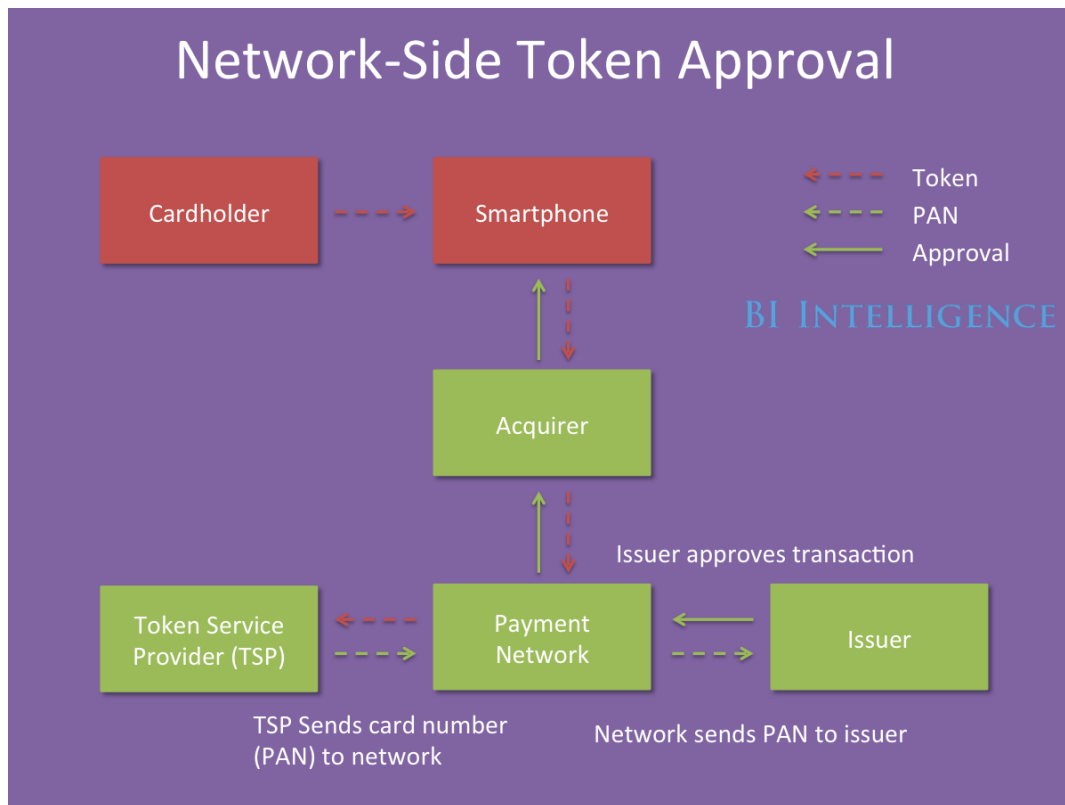 Network-Side Token Approval
Cardholder
Smartphone
Token
PAN
Approval
BI INTELLIGENCE
Acquirer
Issuer approves transaction
Token Service
Provider (TSP)
Payment
Network
Issuer
TSP Sends card number
(PAN) to network
Network sends PAN to issuer